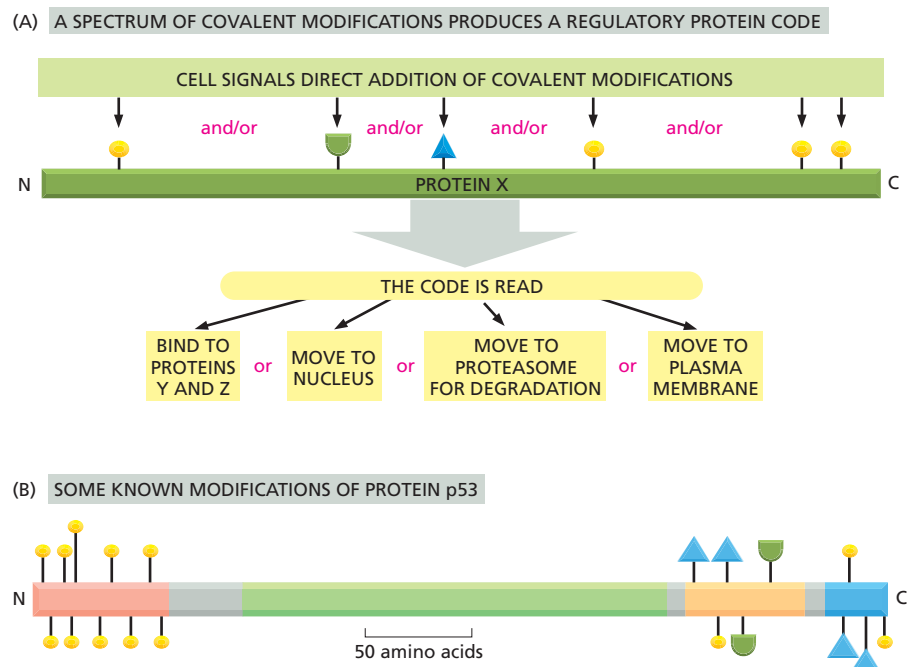 (A) A SPECTRUM OF COVALENT MODIFICATIONS PRODUCES A REGULATORY PROTEIN CODE
CELL SIGNALS DIRECT ADDITION OF COVALENT MODIFICATIONS
and/or and/or and/or and/or
N PROTEIN X C
THE CODE IS READ
BIND TO
PROTEINS
Y AND Z
or
MOVE TO
NUCLEUS
or
MOVE TO
PROTEASOME
FOR DEGRADATION
or
MOVE TO
PLASMA
MEMBRANE
(B) SOME KNOWN MODIFICATIONS OF PROTEIN p53
N C
50 amino acids